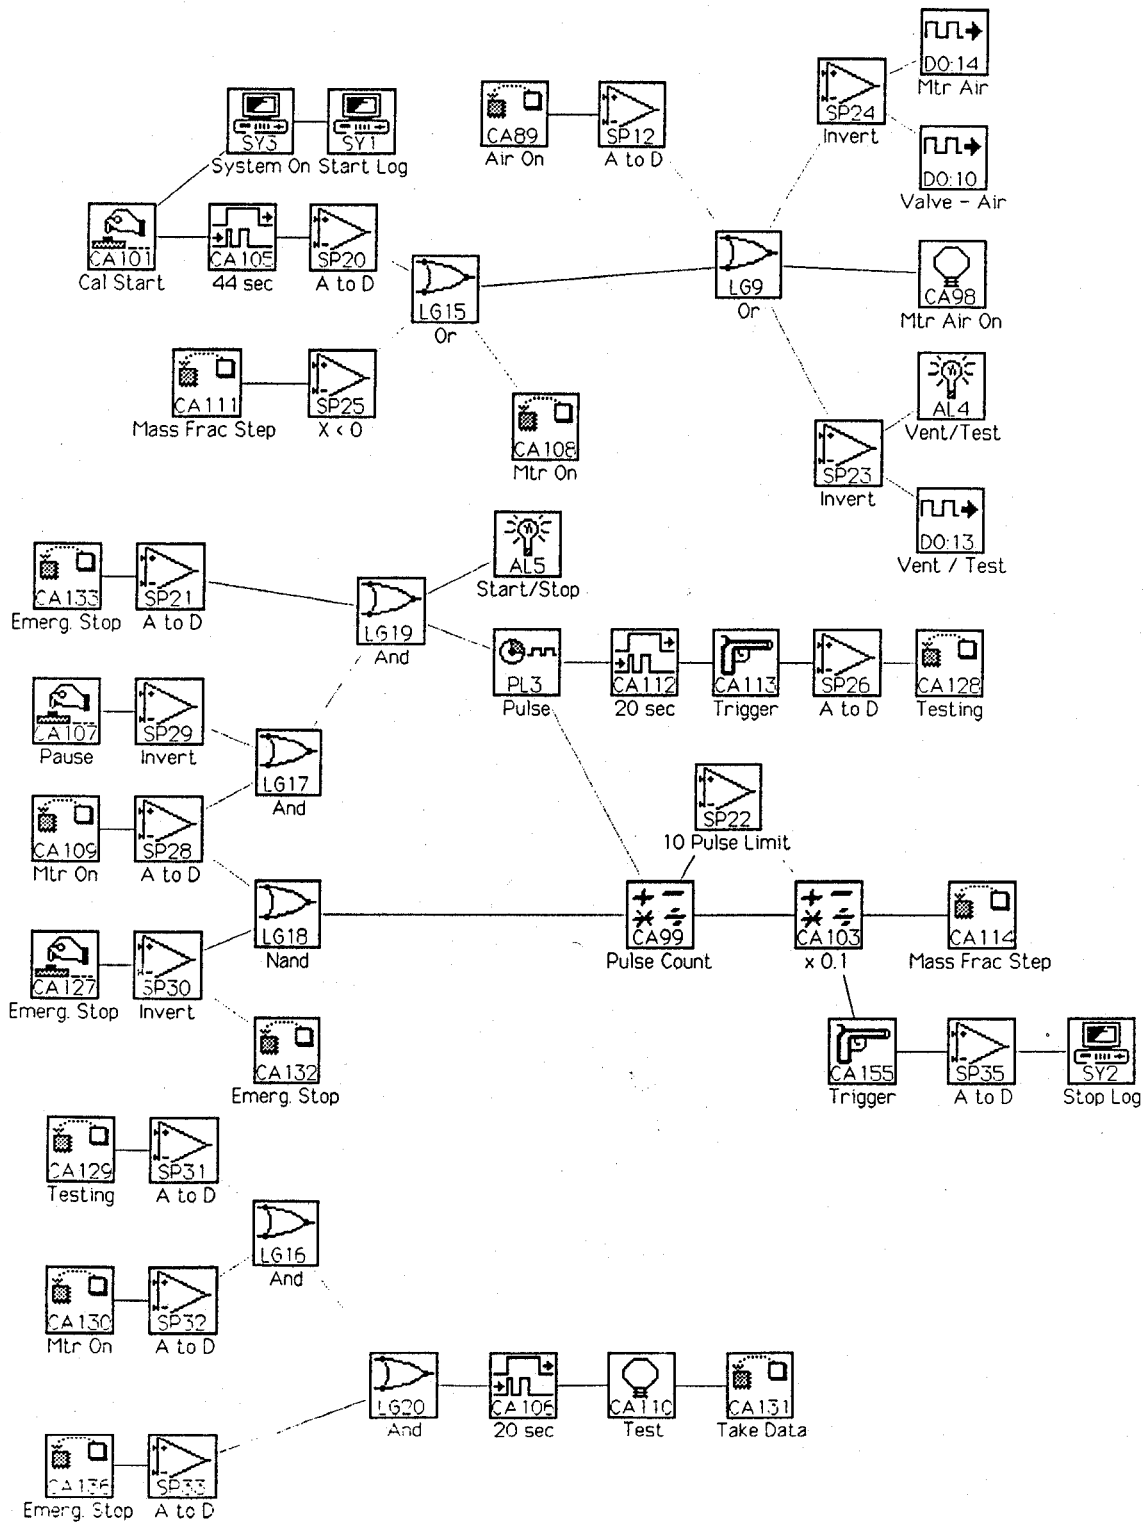 DO:14
Mtr Air
SY3
System On
SY1
Start Log
CA89
Air On
SP12
A to D
SP24
Invert
DO:10
Valve - Air
CA101
Cal Start
CA105
44 sec
SP20
A to D
LG15
Or
LG9
Or
CA98
Mtr Air On
CA111
Mass Frac Step
SP25
X < 0
CA108
Mtr On
AL4
Vent/Test
SP23
Invert
DO:13
Vent / Test
AL5
Start/Stop
CA133
Emerg. Stop
SP21
A to D
LG19
And
PL3
Pulse
CA112
20 sec
CA113
Trigger
SP26
A to D
CA128
Testing
CA107
Pause
SP29
Invert
LG17
And
SP22
10 Pulse Limit
CA109
Mtr On
SP28
A to D
LG18
Nand
CA99
Pulse Count
CA103
x 0.1
CA114
Mass Frac Step
CA127
Emerg. Stop
SP30
Invert
CA132
Emerg. Stop
CA155
Trigger
SP35
A to D
SY2
Stop Log
CA129
Testing
SP31
A to D
LG16
And
CA130
Mtr On
SP32
A to D
LG20
And
CA106
20 sec
CA110
Test
CA131
Take Data
CA136
Emerg. Stop
SP33
A to D